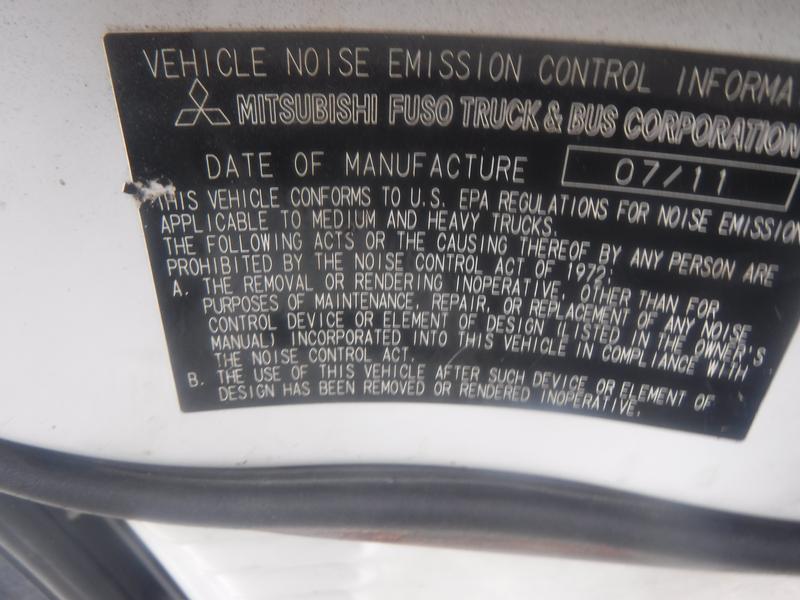 VEHICLE NOISE EMISSION CONTROL INFORMA
MITSUBISHI FUSO TRUCK & BUS CORPORATION
DATE OF MANUFACTURE 07/11
THIS VEHICLE CONFORMS TO U.S. EPA REGULATIONS FOR NOISE EMISSION
APPLICABLE TO MEDIUM AND HEAVY TRUCKS.
THE FOLLOWING ACTS OR THE CAUSING THEREOF BY ANY PERSON ARE
PROHIBITED BY THE NOISE CONTROL ACT OF 1972:
A. THE REMOVAL OR RENDERING INOPERATIVE, OTHER THAN FOR
PURPOSES OF MAINTENANCE, REPAIR, OR REPLACEMENT OF ANY NOISE
CONTROL DEVICE OR ELEMENT OF DESIGN (LISTED IN THE OWNER'S
MANUAL) INCORPORATED INTO THIS VEHICLE IN COMPLIANCE WITH
THE NOISE CONTROL ACT.
B. THE USE OF THIS VEHICLE AFTER SUCH DEVICE OR ELEMENT OF
DESIGN HAS BEEN REMOVED OR RENDERED INOPERATIVE.